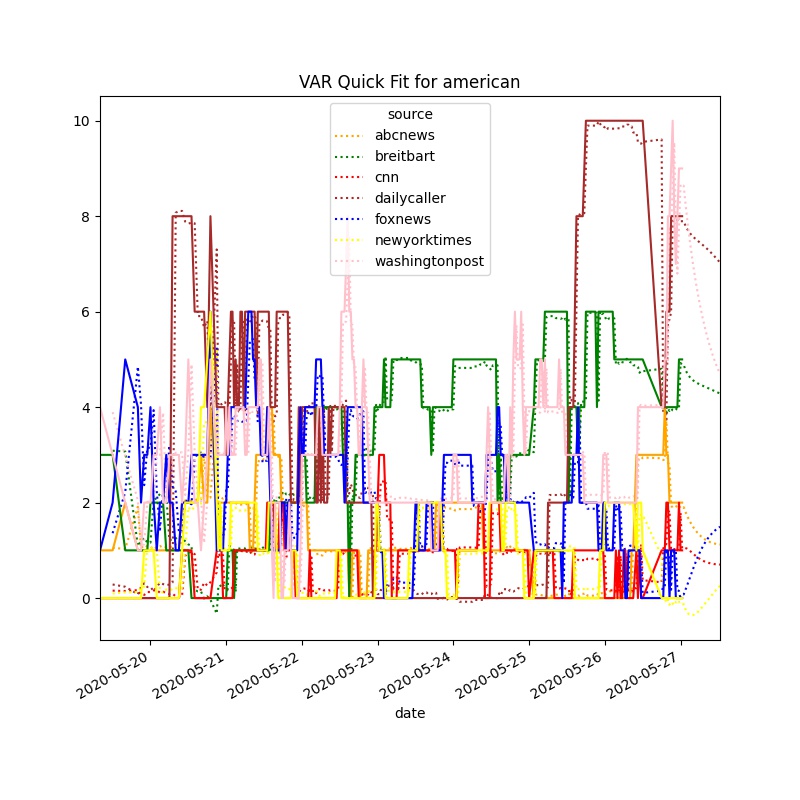 VAR Quick Fit for american
source
abcnews
breitbart
cnn
dailycaller
foxnews
newyorktimes
washingtonpost
10
8
6
4
2
0
2020-05-20
2020-05-21
2020-05-22
2020-05-23
2020-05-24
2020-05-25
2020-05-26
2020-05-27
date